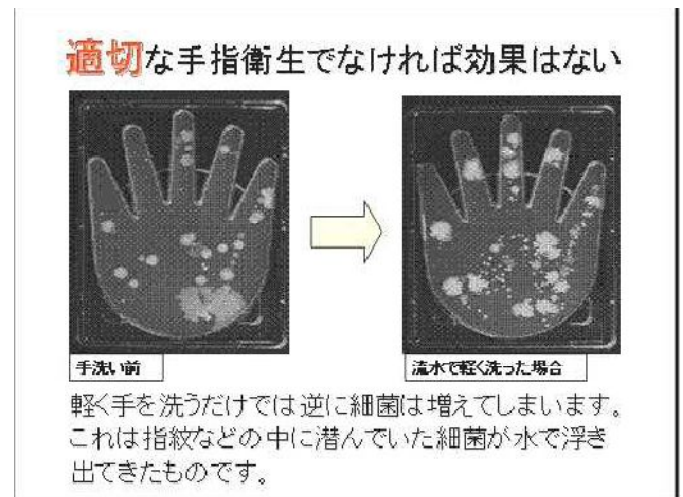 適切な手指衛生でなければ効果はない
手洗い前
流水で軽く洗った場合
軽く手を洗うだけでは逆に細菌は増えてしまいます。
これは指紋などの中に潜んでいた細菌が水で浮き
出てきたものです。